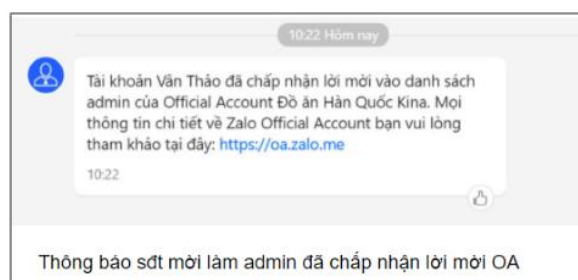 10:22 Hôm nay
Tài khoản Vân Thảo đã chấp nhận lời mời vào danh sách
admin của Official Account Đồ ăn Hàn Quốc Kina. Mọi
thông tin chi tiết về Zalo Official Account bạn vui lòng
tham khảo tại đây: https://oa.zalo.me
10:22
Thông báo sđt mời làm admin đã chấp nhận lời mời OA